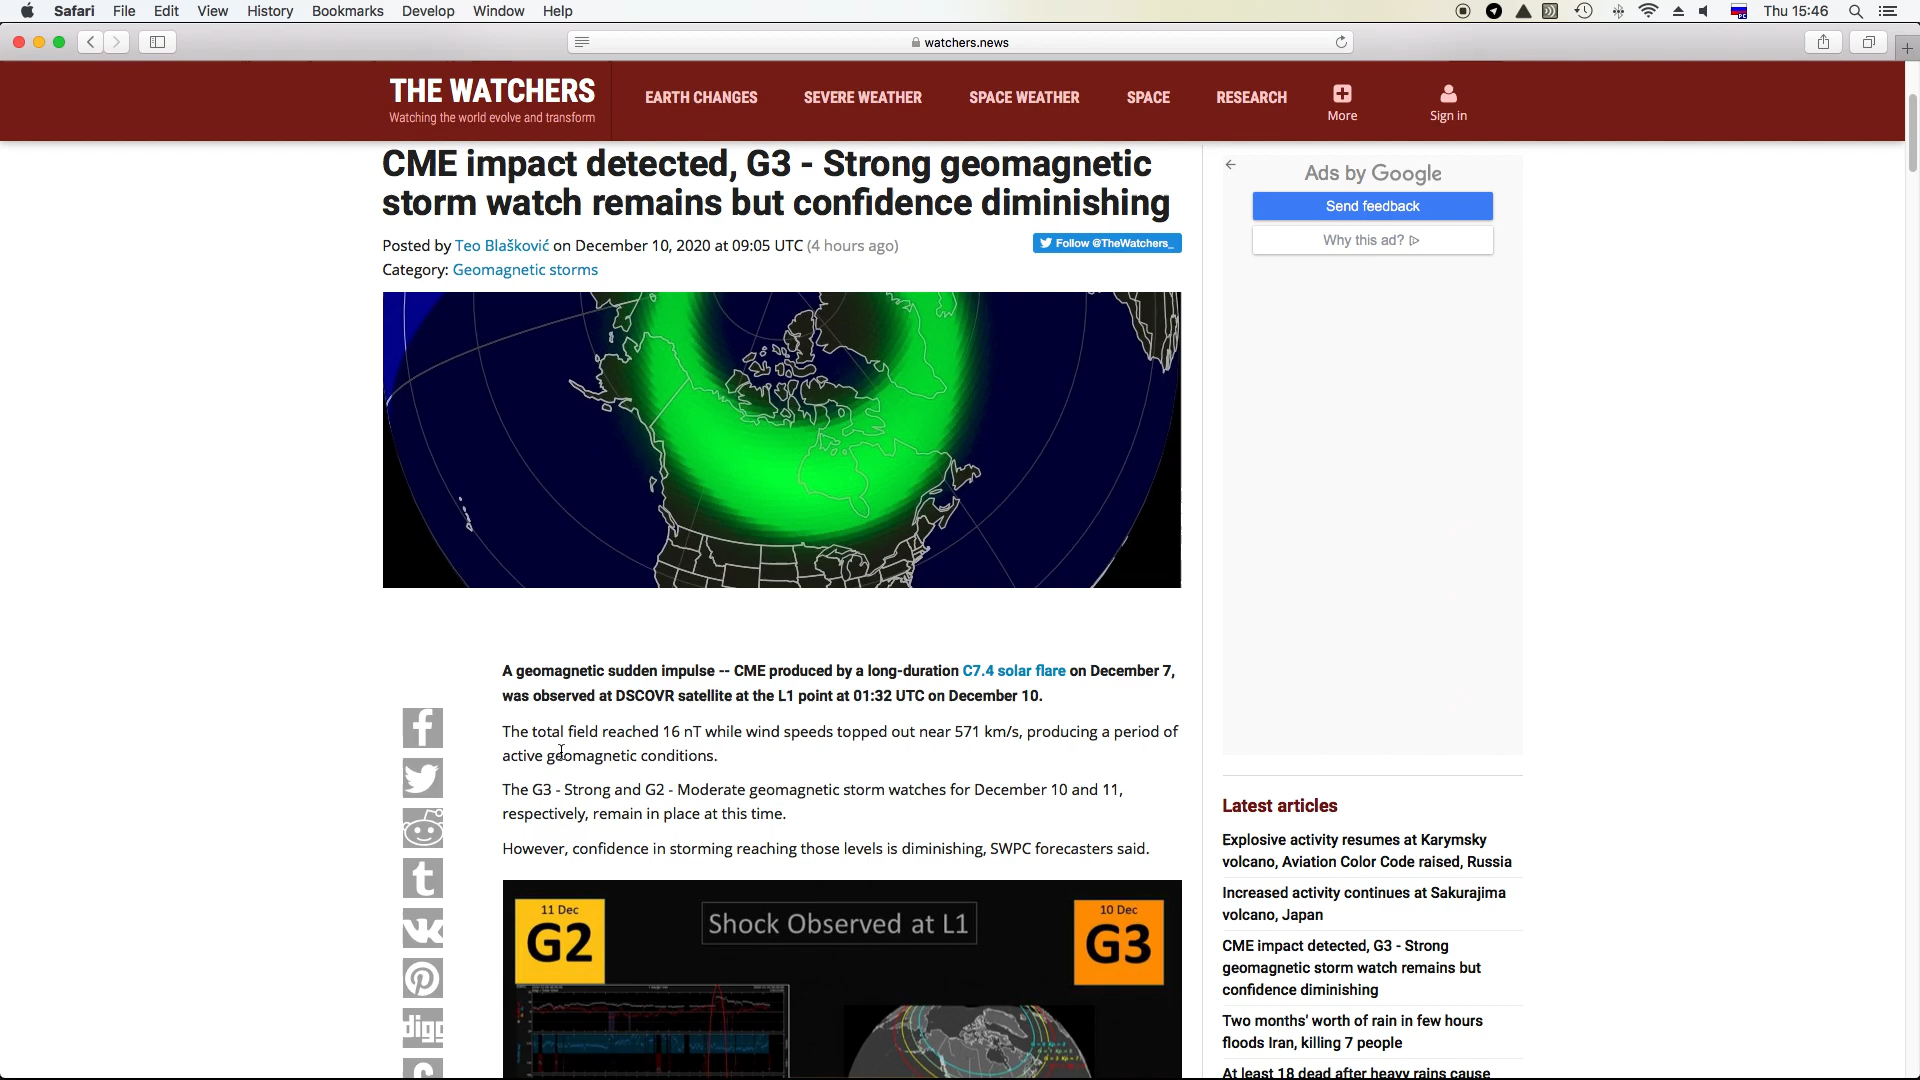 Safari File Edit View History Bookmarks Develop Window Help
Thu 15:46
watchers.news
THE WATCHERS
Watching the world evolve and transform
EARTH CHANGES
SEVERE WEATHER
SPACE WEATHER
SPACE
RESEARCH
More
Sign in
CME impact detected, G3 - Strong geomagnetic
storm watch remains but confidence diminishing
Posted by Teo Blašković on December 10, 2020 at 09:05 UTC (4 hours ago)
Follow @TheWatchers_
Category: Geomagnetic storms
A geomagnetic sudden impulse -- CME produced by a long-duration C7.4 solar flare on December 7,
was observed at DSCOVR satellite at the L1 point at 01:32 UTC on December 10.
The total field reached 16 nT while wind speeds topped out near 571 km/s, producing a period of
active geomagnetic conditions.
The G3 - Strong and G2 - Moderate geomagnetic storm watches for December 10 and 11,
respectively, remain in place at this time.
However, confidence in storming reaching those levels is diminishing, SWPC forecasters said.
11 Dec
G2
Shock Observed at L1
10 Dec
G3
digg
Ads by Google
Send feedback
Why this ad?
Latest articles
Explosive activity resumes at Karymsky
volcano, Aviation Color Code raised, Russia
Increased activity continues at Sakurajima
volcano, Japan
CME impact detected, G3 - Strong
geomagnetic storm watch remains but
confidence diminishing
Two months' worth of rain in few hours
floods Iran, killing 7 people
At least 18 dead after heavy rains cause